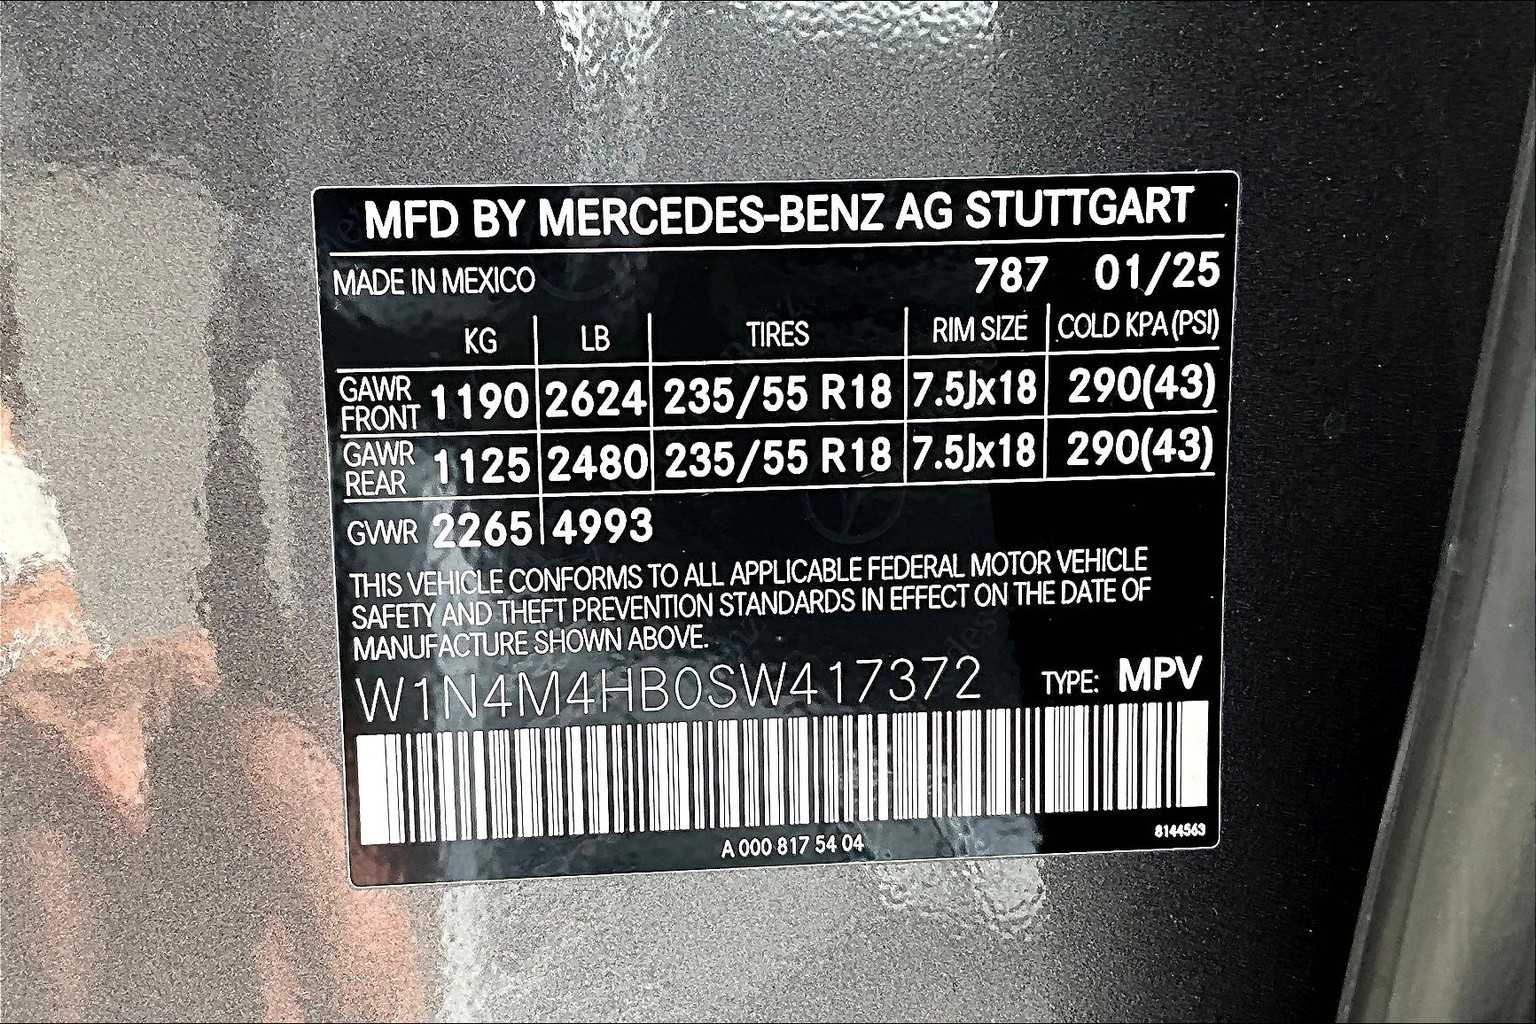 MFD BY MERCEDES-BENZ AG STUTTGART
MADE IN MEXICO 787 01/25
KG LB TIRES RIM SIZE COLD KPA(PSI)
GAWR FRONT 1190 2624 235/55 R18 7.5Jx18 290(43)
GAWR REAR 1125 2480 235/55 R18 7.5Jx18 290(43)
GVWR 2265 4993
THIS VEHICLE CONFORMS TO ALL APPLICABLE FEDERAL MOTOR VEHICLE
SAFETY AND THEFT PREVENTION STANDARDS IN EFFECT ON THE DATE OF
MANUFACTURE SHOWN ABOVE.
W1N4M4HB0SW417372 TYPE: MPV
A 000 817 54 04
8144563